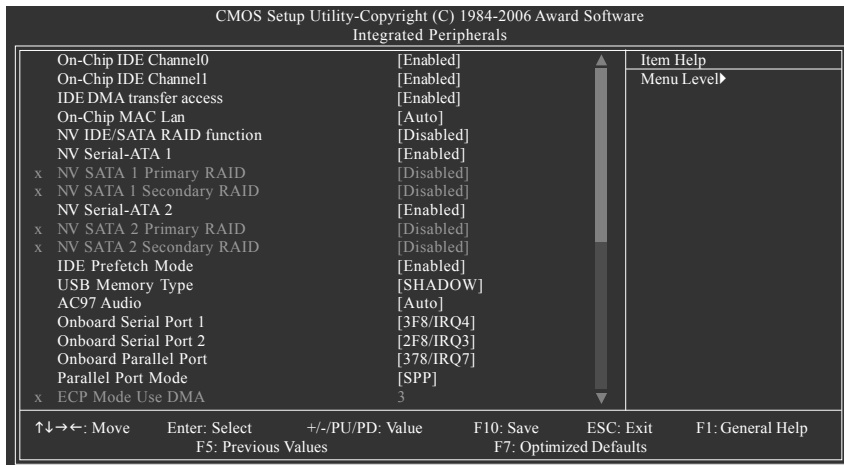 CMOS Setup Utility-Copyright (C) 1984-2006 Award Software
Integrated Peripherals
On-Chip IDE Channel0 [Enabled] Item Help
On-Chip IDE Channel1 [Enabled] Menu Level
IDE DMA transfer access [Enabled]
On-Chip MAC Lan [Auto]
NV IDE/SATA RAID function [Disabled]
NV Serial-ATA 1 [Enabled]
x NV SATA 1 Primary RAID [Disabled]
x NV SATA 1 Secondary RAID [Disabled]
NV Serial-ATA 2 [Enabled]
x NV SATA 2 Primary RAID [Disabled]
x NV SATA 2 Secondary RAID [Disabled]
IDE Prefetch Mode [Enabled]
USB Memory Type [SHADOW]
AC97 Audio [Auto]
Onboard Serial Port 1 [3F8/IRQ4]
Onboard Serial Port 2 [2F8/IRQ3]
Onboard Parallel Port [378/IRQ7]
Parallel Port Mode [SPP]
x ECP Mode Use DMA 3
↑↓→←: Move Enter: Select +/-/PU/PD: Value F10: Save ESC: Exit F1: General Help
F5: Previous Values F7: Optimized Defaults